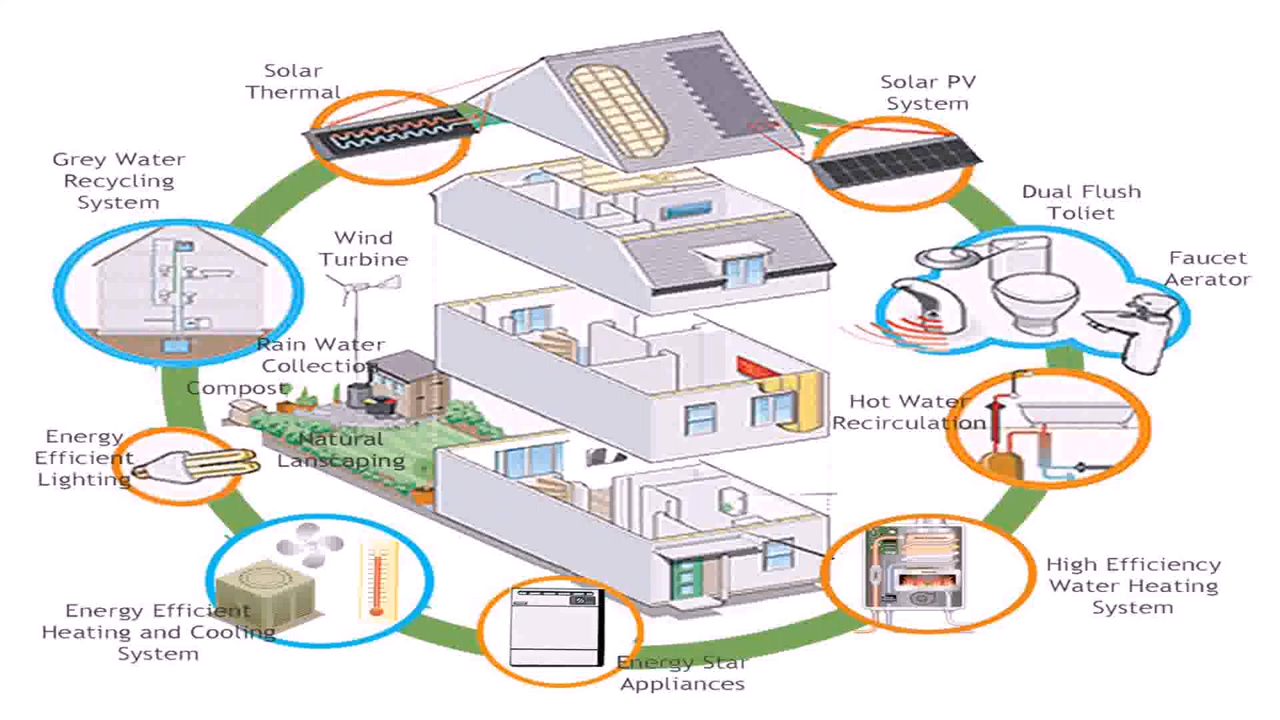 Solar
Thermal
Solar PV
System
Grey Water
Recycling
System
Dual Flush
Toliet
Wind
Turbine
Faucet
Aerator
Rain Water
Collection
Compost
Hot Water
Recirculation
Energy
Efficient
Lighting
Natural
Lanscaping
High Efficiency
Water Heating
System
Energy Efficient
Heating and Cooling
System
Energy Star
Appliances